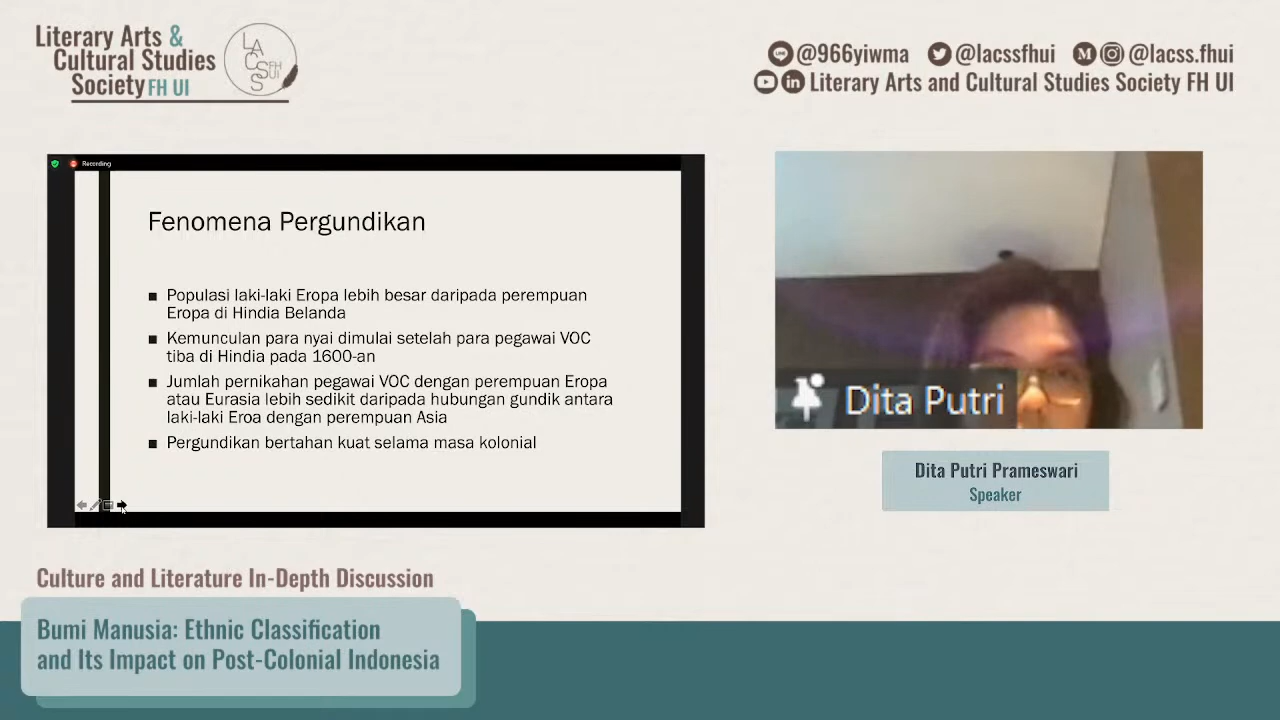 Literary Arts &
Cultural Studies
Society FH UI
LACSS FH UI
@966yiwma @lacssfhui @lacss.fhui
Literary Arts and Cultural Studies Society FH UI
Recording
Fenomena Pergundikan
Populasi laki-laki Eropa lebih besar daripada perempuan
Eropa di Hindia Belanda
Kemunculan para nyai dimulai setelah para pegawai VOC
tiba di Hindia pada 1600-an
Jumlah pernikahan pegawai VOC dengan perempuan Eropa
atau Eurasia lebih sedikit daripada hubungan gundik antara
laki-laki Eroa dengan perempuan Asia
Pergundikan bertahan kuat selama masa kolonial
Dita Putri
Dita Putri Prameswari
Speaker
Culture and Literature In-Depth Discussion
Bumi Manusia: Ethnic Classification
and Its Impact on Post-Colonial Indonesia